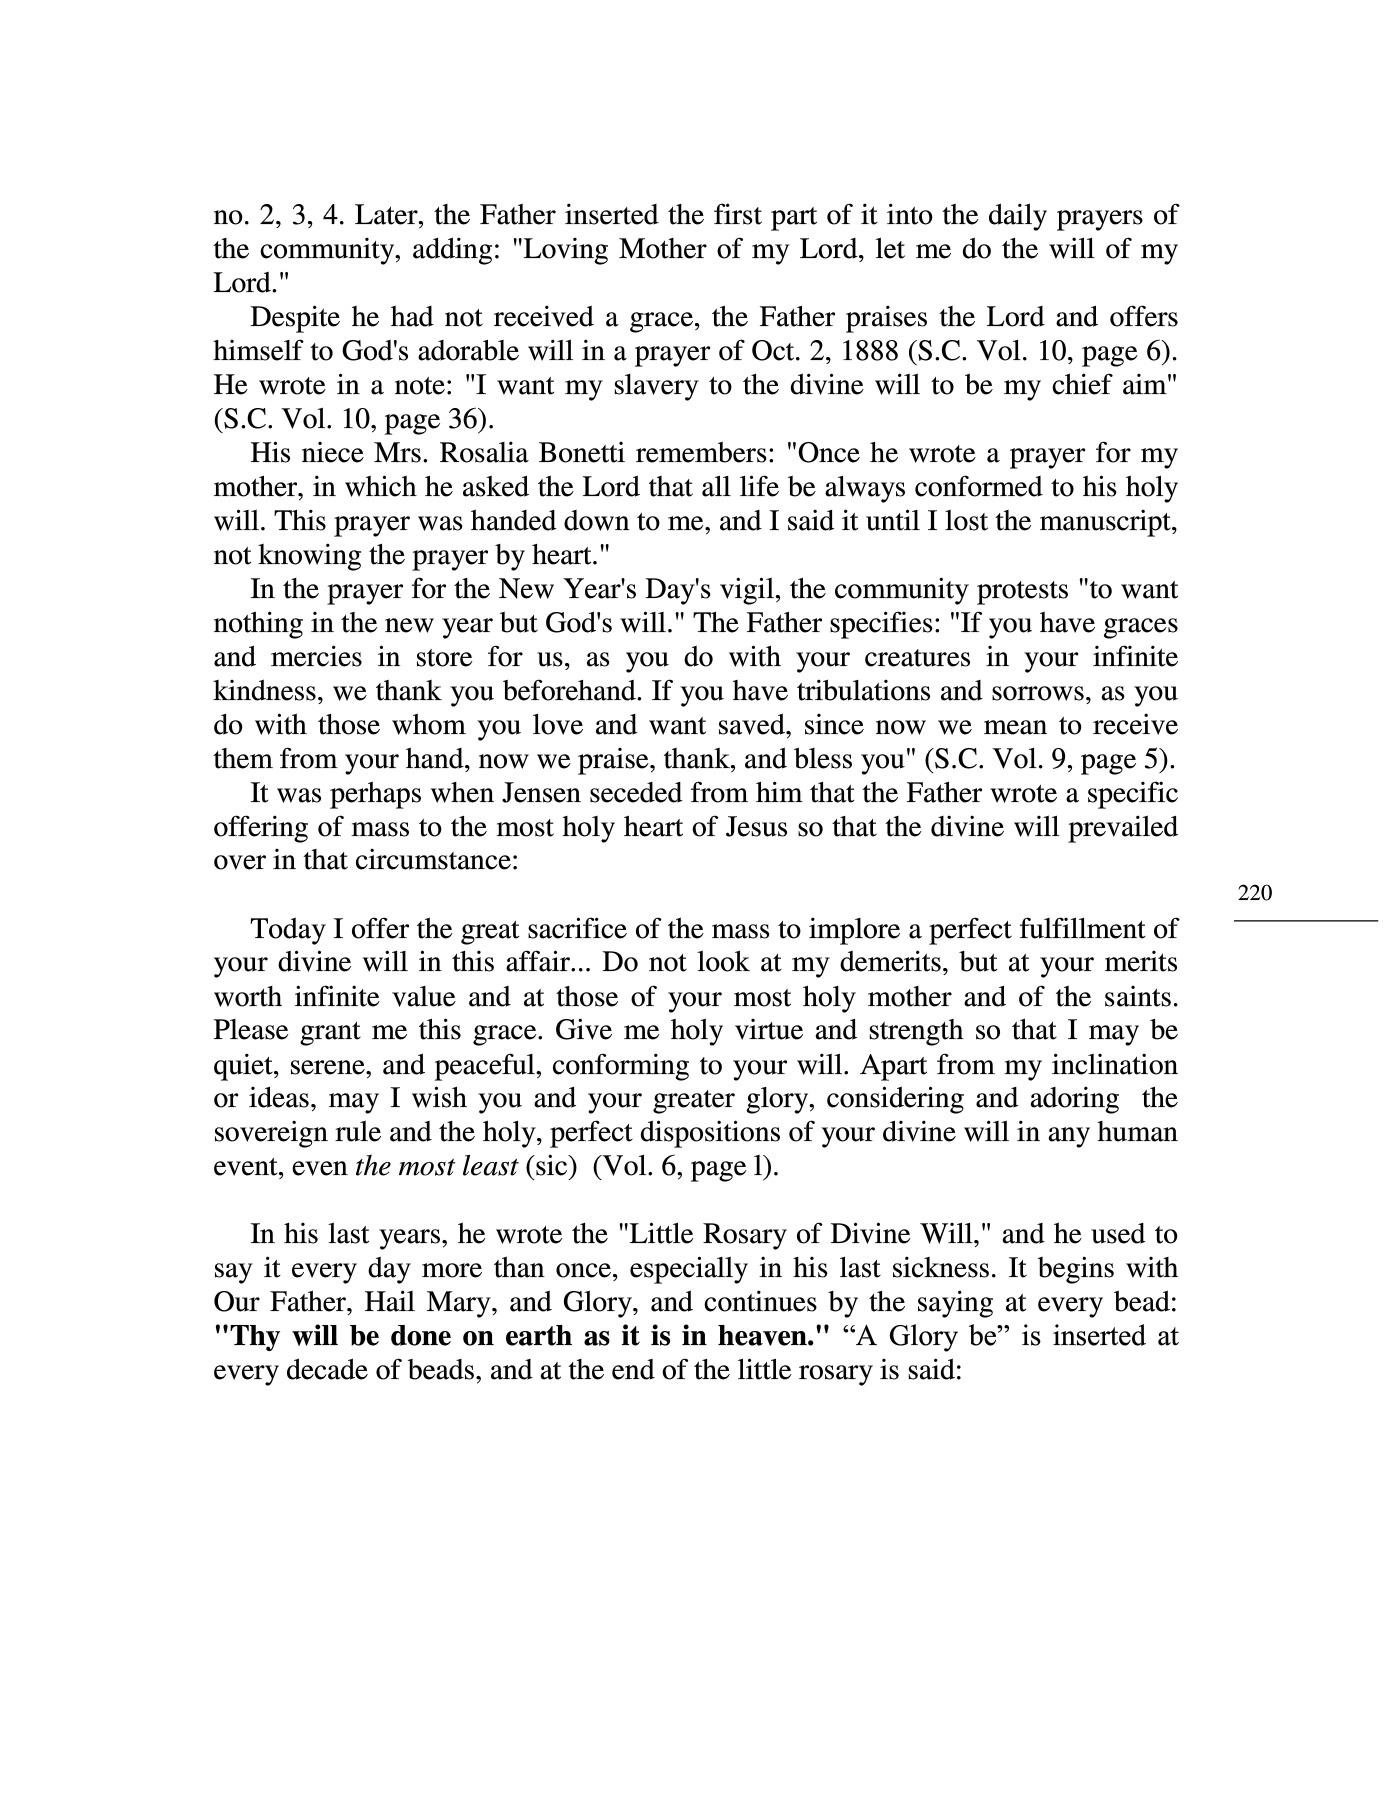 no. 2, 3, 4. Later, the Father inserted the first part of it into the daily prayers of
the community, adding: "Loving Mother of my Lord, let me do the will of my
Lord."
Despite he had not received a grace, the Father praises the Lord and offers
himself to God's adorable will in a prayer of Oct. 2, 1888 (S.C. Vol. 10, page 6).
He wrote in a note: "I want my slavery to the divine will to be my chief aim"
(S.C. Vol. 10, page 36).
His niece Mrs. Rosalia Bonetti remembers: "Once he wrote a prayer for my
mother, in which he asked the Lord that all life be always conformed to his holy
will. This prayer was handed down to me, and I said it until I lost the manuscript,
not knowing the prayer by heart."
In the prayer for the New Year's Day's vigil, the community protests "to want
nothing in the new year but God's will." The Father specifies: "If you have graces
and mercies in store for us, as you do with your creatures in your infinite
kindness, we thank you beforehand. If you have tribulations and sorrows, as you
do with those whom you love and want saved, since now we mean to receive
them from your hand, now we praise, thank, and bless you" (S.C. Vol. 9, page 5).
It was perhaps when Jensen seceded from him that the Father wrote a specific
offering of mass to the most holy heart of Jesus so that the divine will prevailed
over in that circumstance:
220
Today I offer the great sacrifice of the mass to implore a perfect fulfillment of
your divine will in this affair... Do not look at my demerits, but at your merits
worth infinite value and at those of your most holy mother and of the saints.
Please grant me this grace. Give me holy virtue and strength so that I may be
quiet, serene, and peaceful, conforming to your will. Apart from my inclination
or ideas, may I wish you and your greater glory, considering and adoring  the
sovereign rule and the holy, perfect dispositions of your divine will in any human
event, even the most least (sic)  (Vol. 6, page l).
In his last years, he wrote the "Little Rosary of Divine Will," and he used to
say it every day more than once, especially in his last sickness. It begins with
Our Father, Hail Mary, and Glory, and continues by the saying at every bead:
"Thy will be done on earth as it is in heaven." “A Glory be” is inserted at
every decade of beads, and at the end of the little rosary is said: